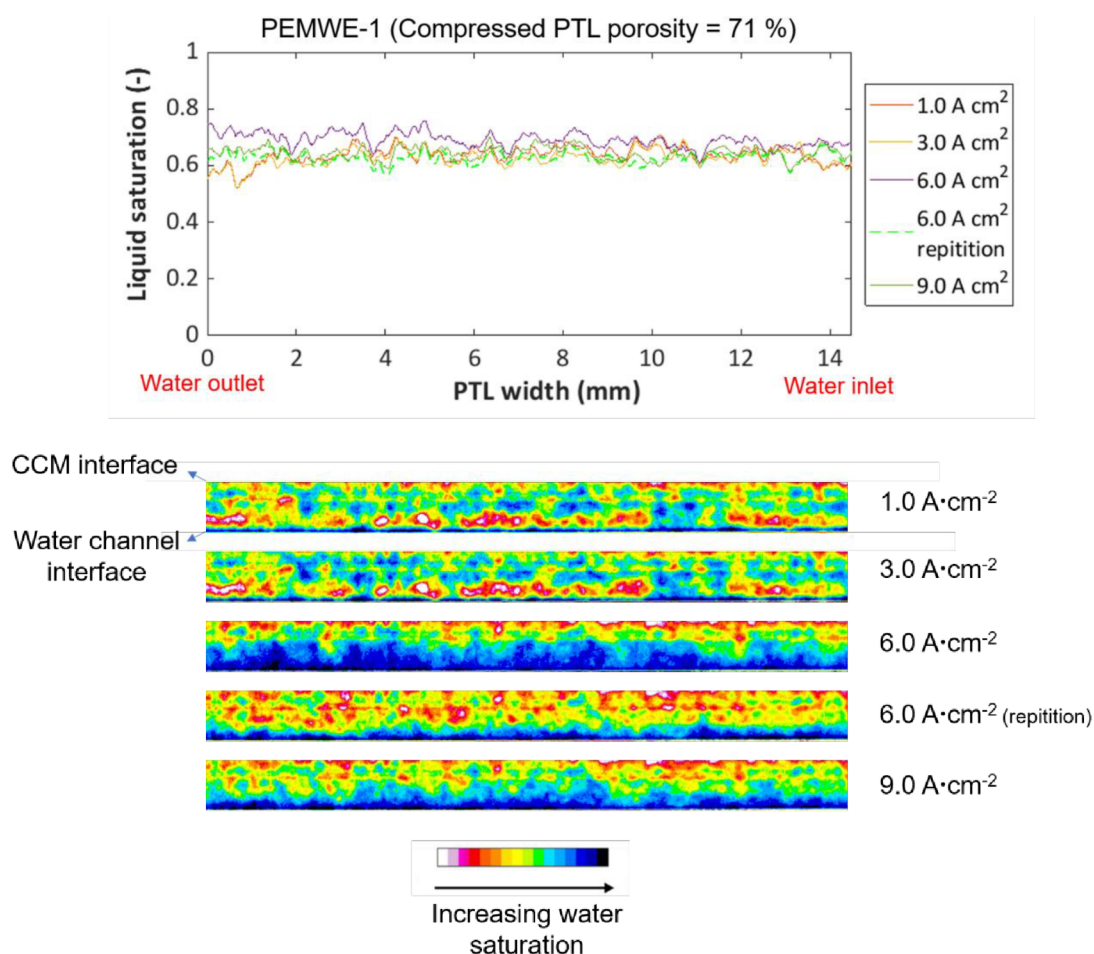 PEMWE-1 (Compressed PTL porosity = 71 %)
Liquid saturation (-)
1
0.8
0.6
0.4
0.2
0
0 2 4 6 8 10 12 14
Water outlet
PTL width (mm)
Water inlet
1.0 A cm²
3.0 A cm²
6.0 A cm²
6.0 A cm²
repitition
9.0 A cm²
CCM interface
Water channel
interface
1.0 A·cm⁻²
3.0 A·cm⁻²
6.0 A·cm⁻²
6.0 A·cm⁻² (repitition)
9.0 A·cm⁻²
Increasing water
saturation